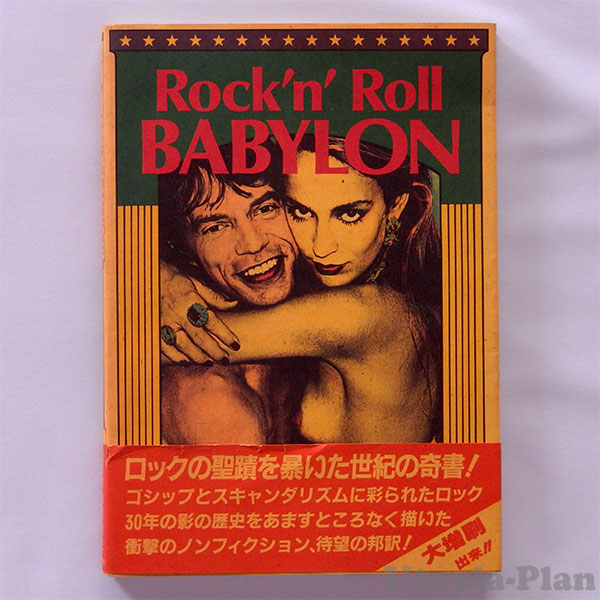 Rock'n' Roll
BABYLON
ロックの聖蹟を暴いた世紀の奇書!
ゴシップとスキャンダリズムに彩られたロック
30年の影の歴史をあますところなく描いた
衝撃のノンフィクション、待望の邦訳!
大増刷
出来!!
-Plan